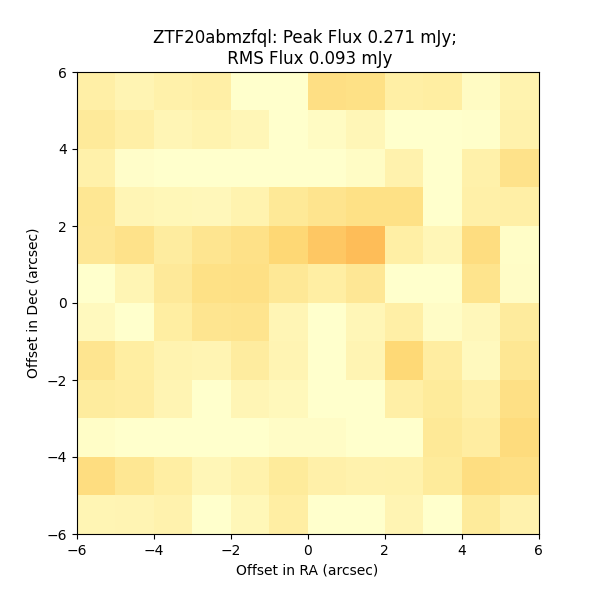 ZTF20abmzfql: Peak Flux 0.271 mJy;
RMS Flux 0.093 mJy
6
4
2
0
−2
−4
−6
Offset in Dec (arcsec)
−6 −4 −2 0 2 4 6
Offset in RA (arcsec)